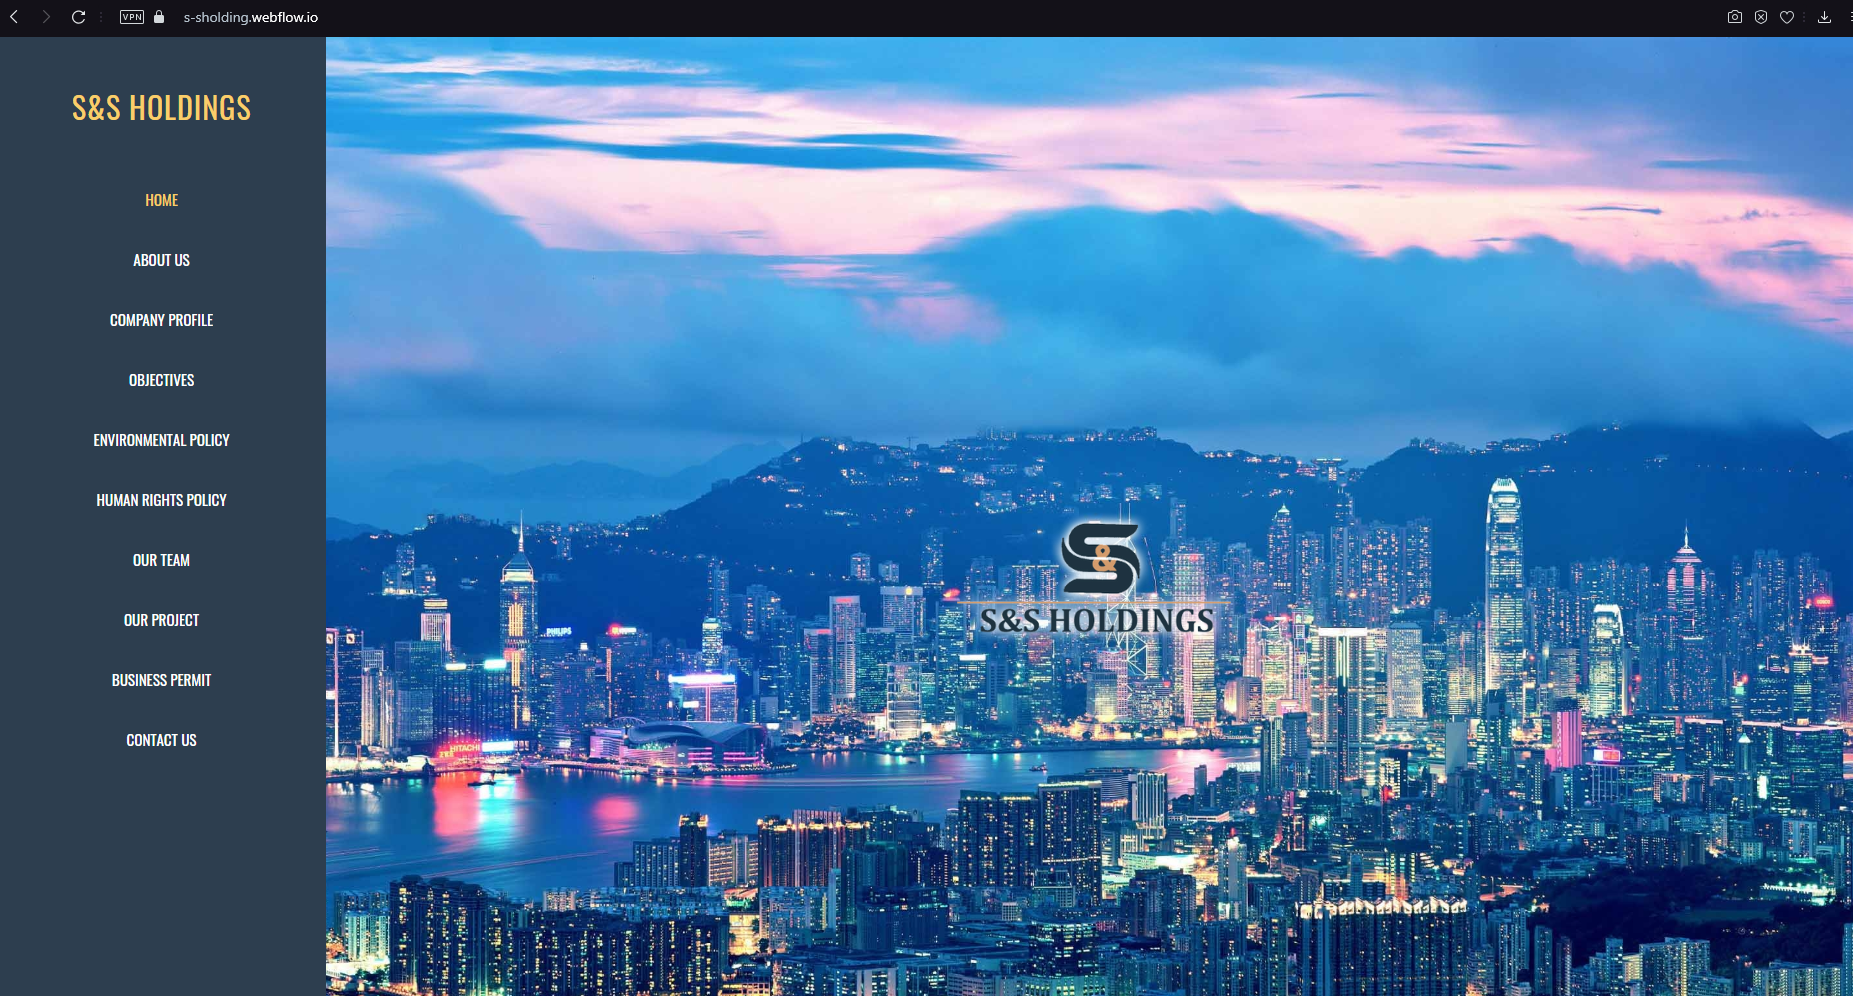 VPN
s-sholding.webflow.io
S&S HOLDINGS
HOME
ABOUT US
COMPANY PROFILE
OBJECTIVES
ENVIRONMENTAL POLICY
HUMAN RIGHTS POLICY
OUR TEAM
OUR PROJECT
BUSINESS PERMIT
CONTACT US
S&S
S&S HOLDINGS
PHILIPS
HITACHI